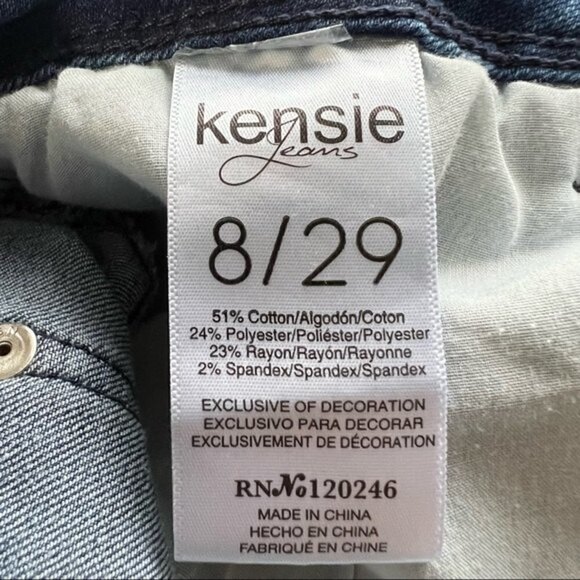 kensie
Jeans
8/29
51% Cotton/Algodón/Coton
24% Polyester/Poliéster/Polyester
23% Rayon/Rayón/Rayonne
2% Spandex/Spandex/Spandex
EXCLUSIVE OF DECORATION
EXCLUSIVO PARA DECORAR
EXCLUSIVEMENT DE DÉCORATION
RN№120246
MADE IN CHINA
HECHO EN CHINA
FABRIQUÉ EN CHINE